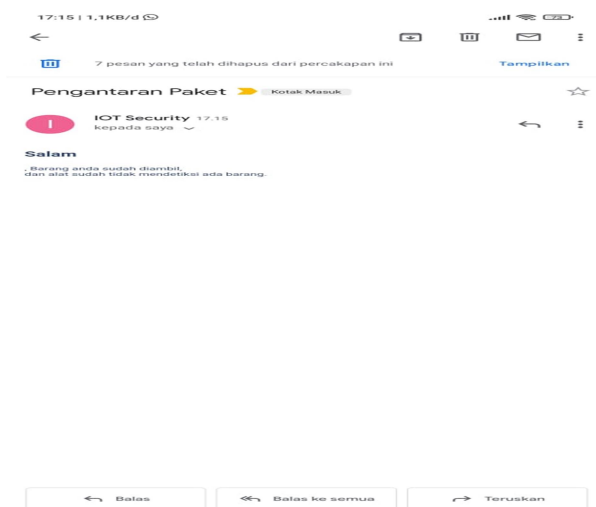 17:15 | 1,1KB/d
73
7 pesan yang telah dihapus dari percakapan ini Tampilkan
Pengantaran Paket Kotak Masuk
I
IOT Security 17.15
kepada saya
Salam
, Barang anda sudah diambil,
dan alat sudah tidak mendetiksi ada barang.
Balas Balas ke semua Teruskan